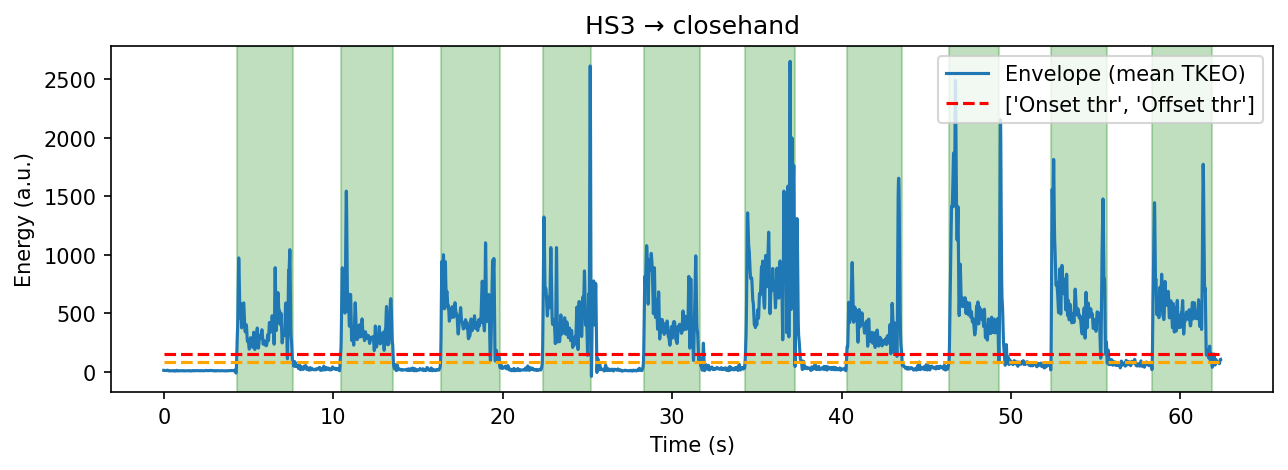 HS3 → closehand
Energy (a.u.)
2500
2000
1500
1000
500
0
Envelope (mean TKEO)
['Onset thr', 'Offset thr']
0 10 20 30 40 50 60
Time (s)